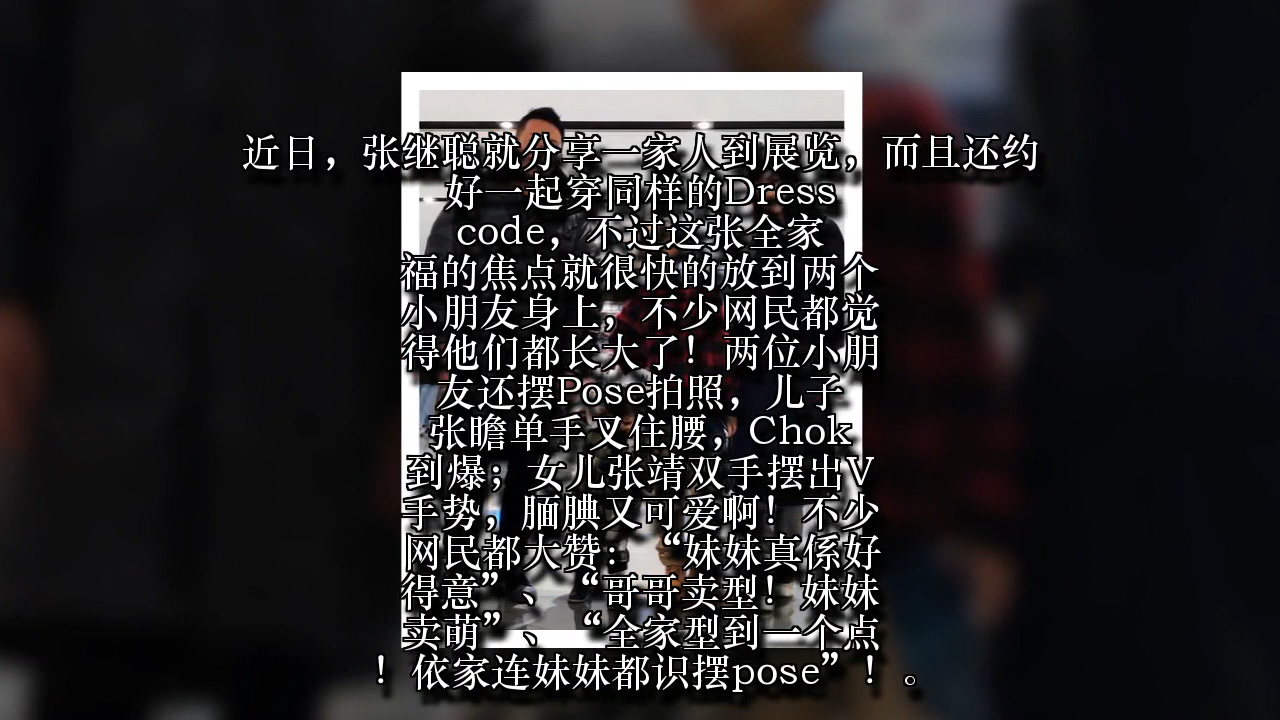 近日，张继聪就分享一家人到展览，而且还约
好一起穿同样的Dress
code，不过这张全家
福的焦点就很快的放到两个
小朋友身上，不少网民都觉
得他们都长大了！两位小朋
友还摆Pose拍照，儿子
张瞻单手叉住腰，Chok
到爆；女儿张靖双手摆出V
手势，腼腆又可爱啊！不少
网民都大赞：“妹妹真係好
得意”、“哥哥卖型！妹妹
卖萌”、“全家型到一个点
！依家连妹妹都识摆pose”！。